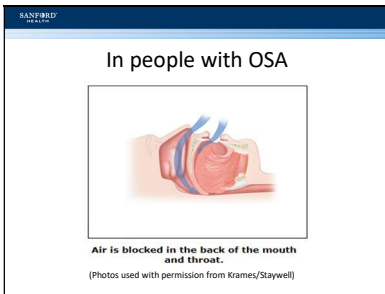 SANFORD
HEALTH
In people with OSA
Air is blocked in the back of the mouth
and throat.
(Photos used with permission from Krames/Staywell)